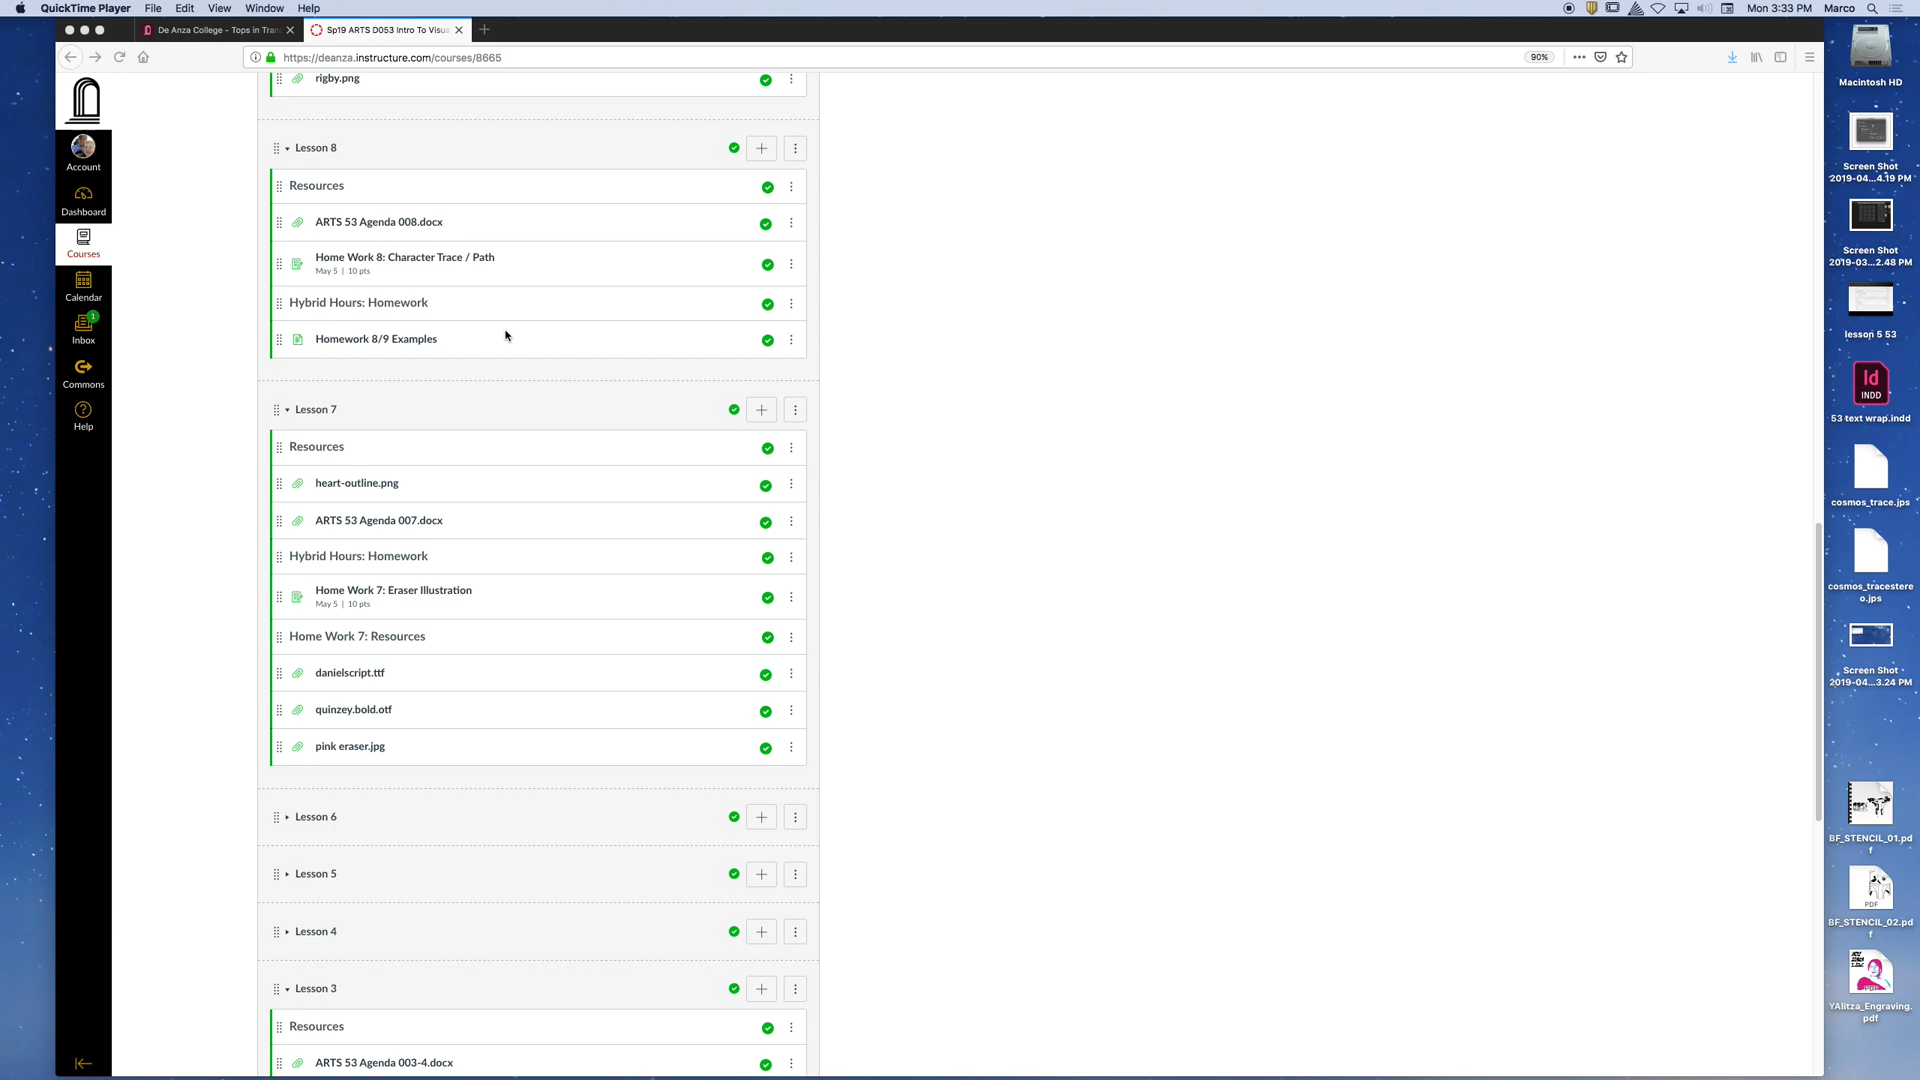 QuickTime Player File Edit View Window Help
Mon 3:33 PM Marco
De Anza College - Tops in Tran
Sp19 ARTS D053 Intro To Visua
https://deanza.instructure.com/courses/8665
90%
Account
Dashboard
Courses
Calendar
1
Inbox
Commons
Help
rigby.png
Lesson 8
Resources
ARTS 53 Agenda 008.docx
Home Work 8: Character Trace / Path
May 5 | 10 pts
Hybrid Hours: Homework
Homework 8/9 Examples
Lesson 7
Resources
heart-outline.png
ARTS 53 Agenda 007.docx
Hybrid Hours: Homework
Home Work 7: Eraser Illustration
May 5 | 10 pts
Home Work 7: Resources
danielscript.ttf
quinzey.bold.otf
pink eraser.jpg
Lesson 6
Lesson 5
Lesson 4
Lesson 3
Resources
ARTS 53 Agenda 003-4.docx
Macintosh HD
Screen Shot
2019-04...4.19 PM
Screen Shot
2019-03...2.48 PM
lesson 5 53
Id
INDD
53 text wrap.indd
cosmos_trace.jps
cosmos_tracestere
o.jps
Screen Shot
2019-04...3.24 PM
BF_STENCIL_01.pd
f
PDF
BF_STENCIL_02.pd
f
YAlitza_Engraving.
pdf